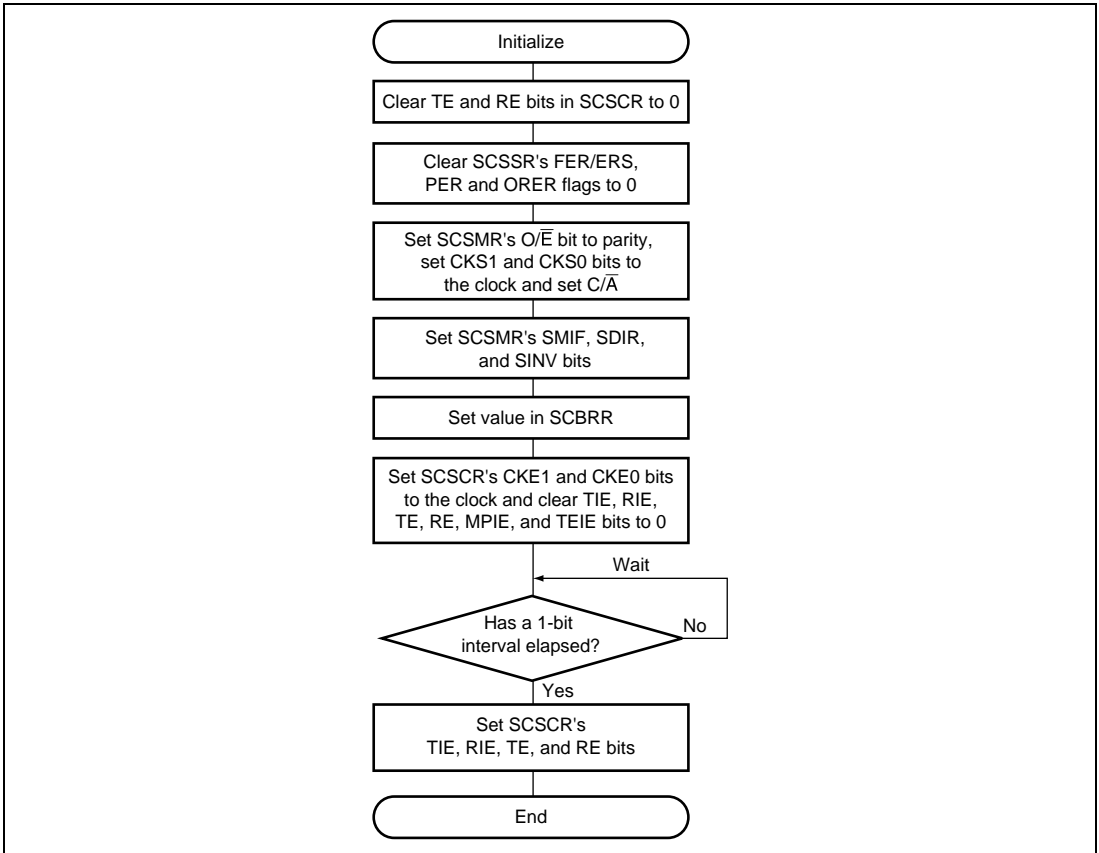 Initialize
Clear TE and RE bits in SCSCR to 0
Clear SCSSR's FER/ERS,
PER and ORER flags to 0
Set SCSMR's O/E̅ bit to parity,
set CKS1 and CKS0 bits to
the clock and set C/A̅
Set SCSMR's SMIF, SDIR,
and SINV bits
Set value in SCBRR
Set SCSCR's CKE1 and CKE0 bits
to the clock and clear TIE, RIE,
TE, RE, MPIE, and TEIE bits to 0
Wait
Has a 1-bit
interval elapsed?
No
Yes
Set SCSCR's
TIE, RIE, TE, and RE bits
End